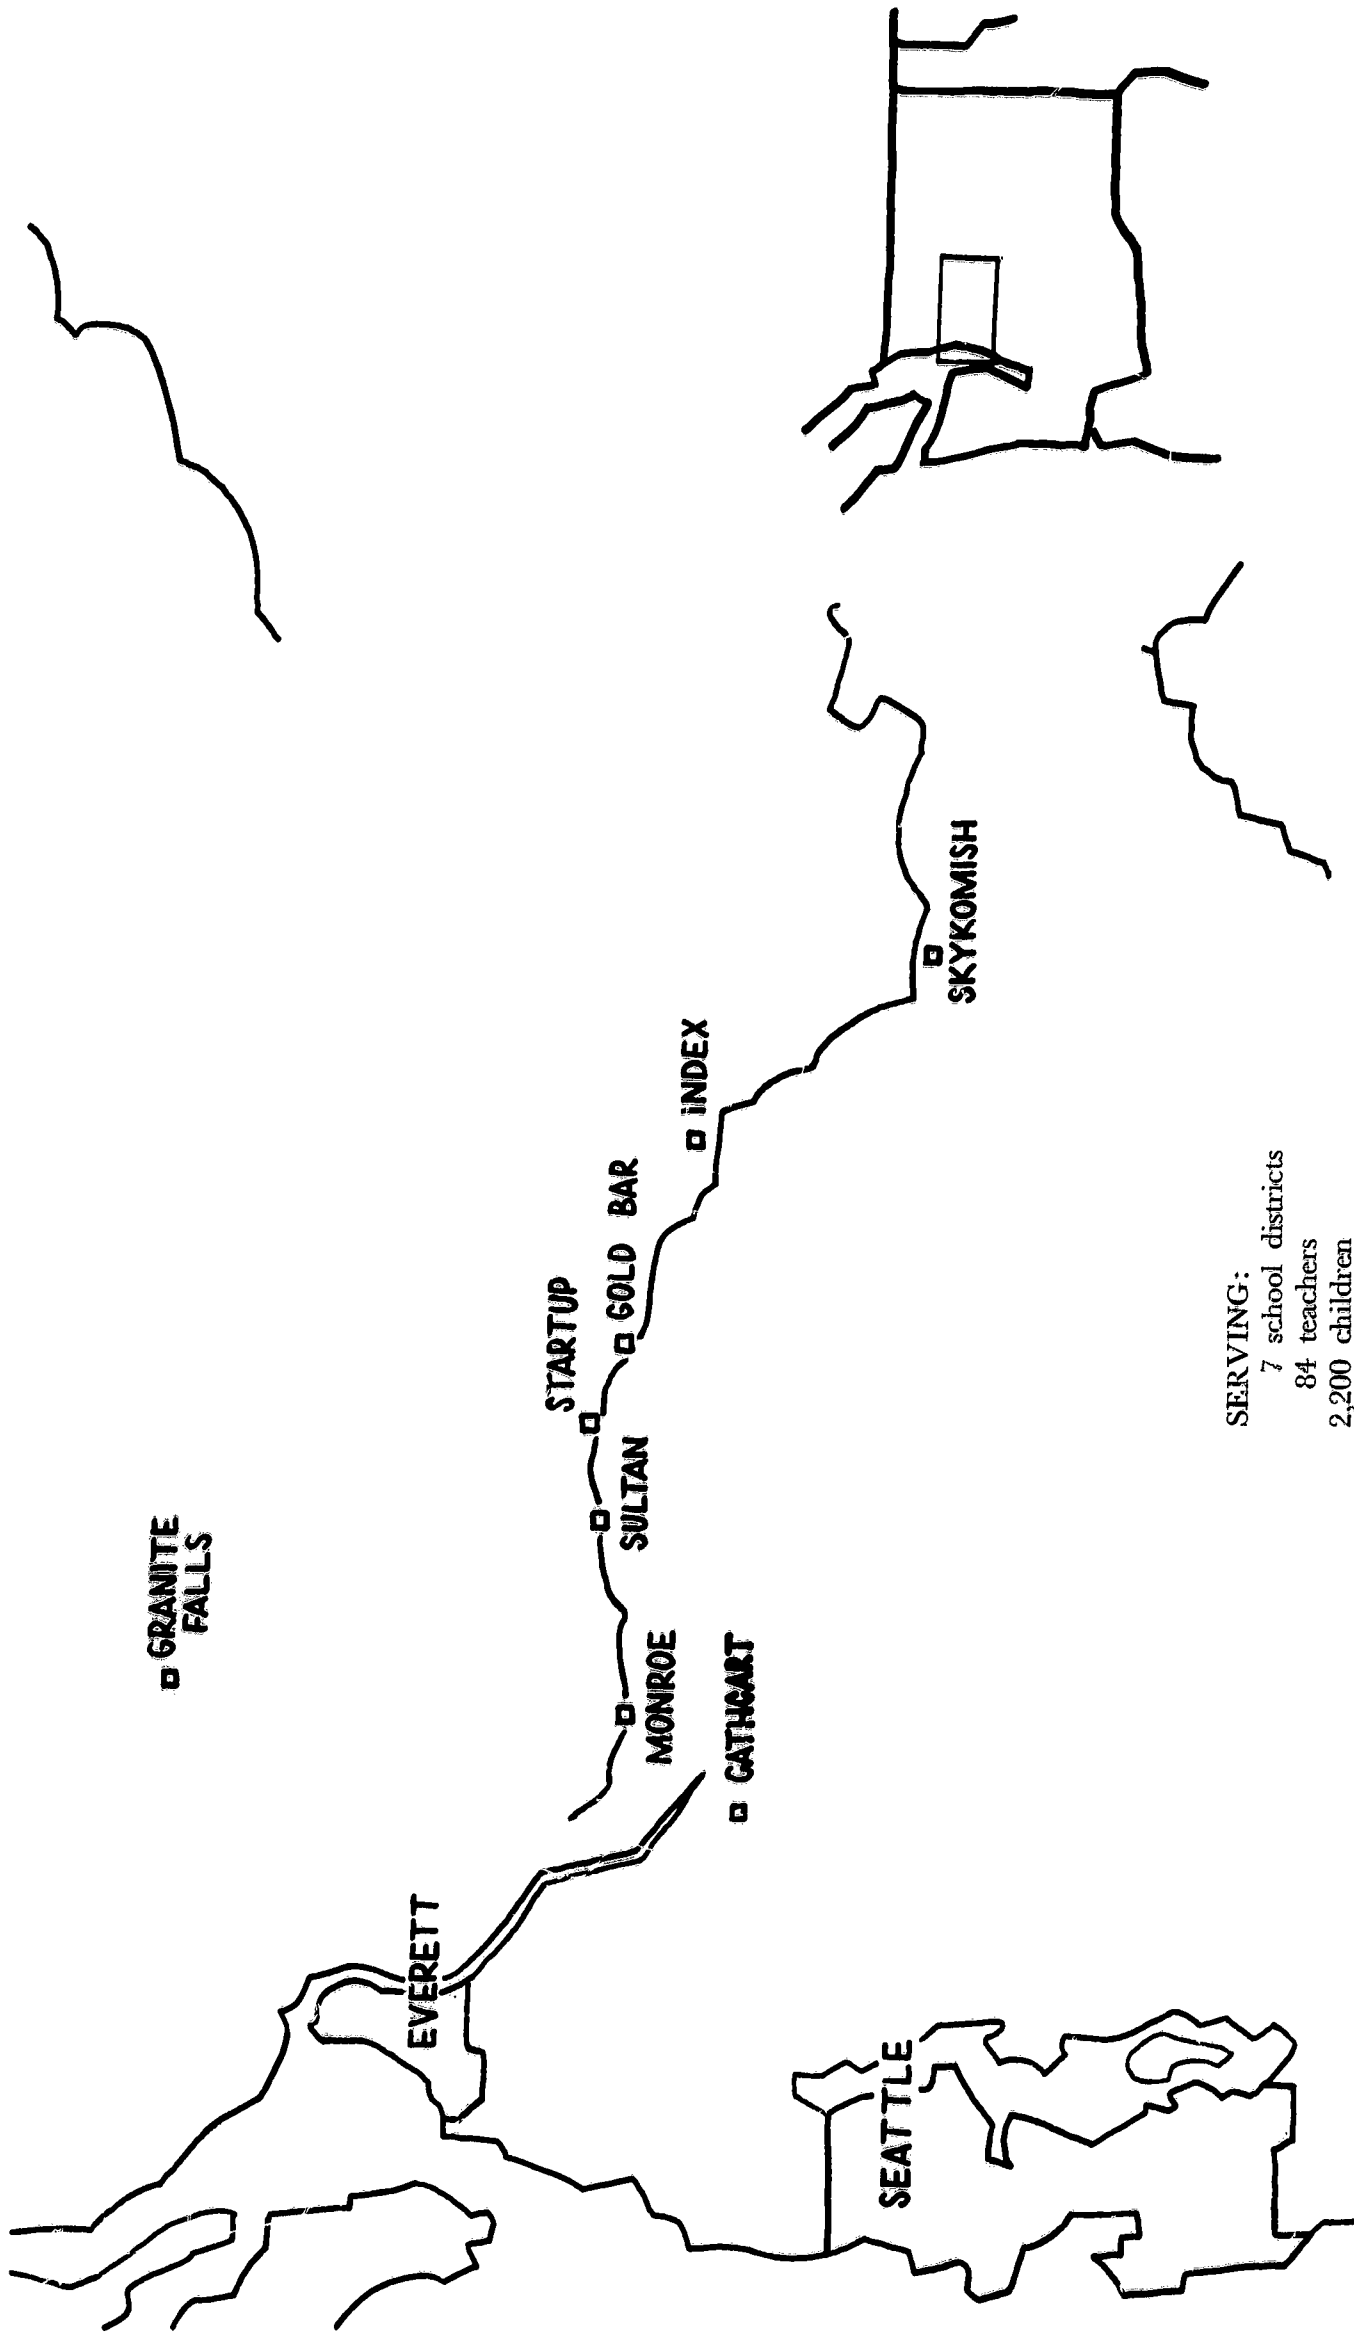 GRANITE
FALLS
EVERETT
STARTUP
GOLD BAR
SULTAN
MONROE
iNDEX
CATHCART
SEATTLE
SKYKOMISH
SERVING:
7 school districts
84 teachers
2,200 children